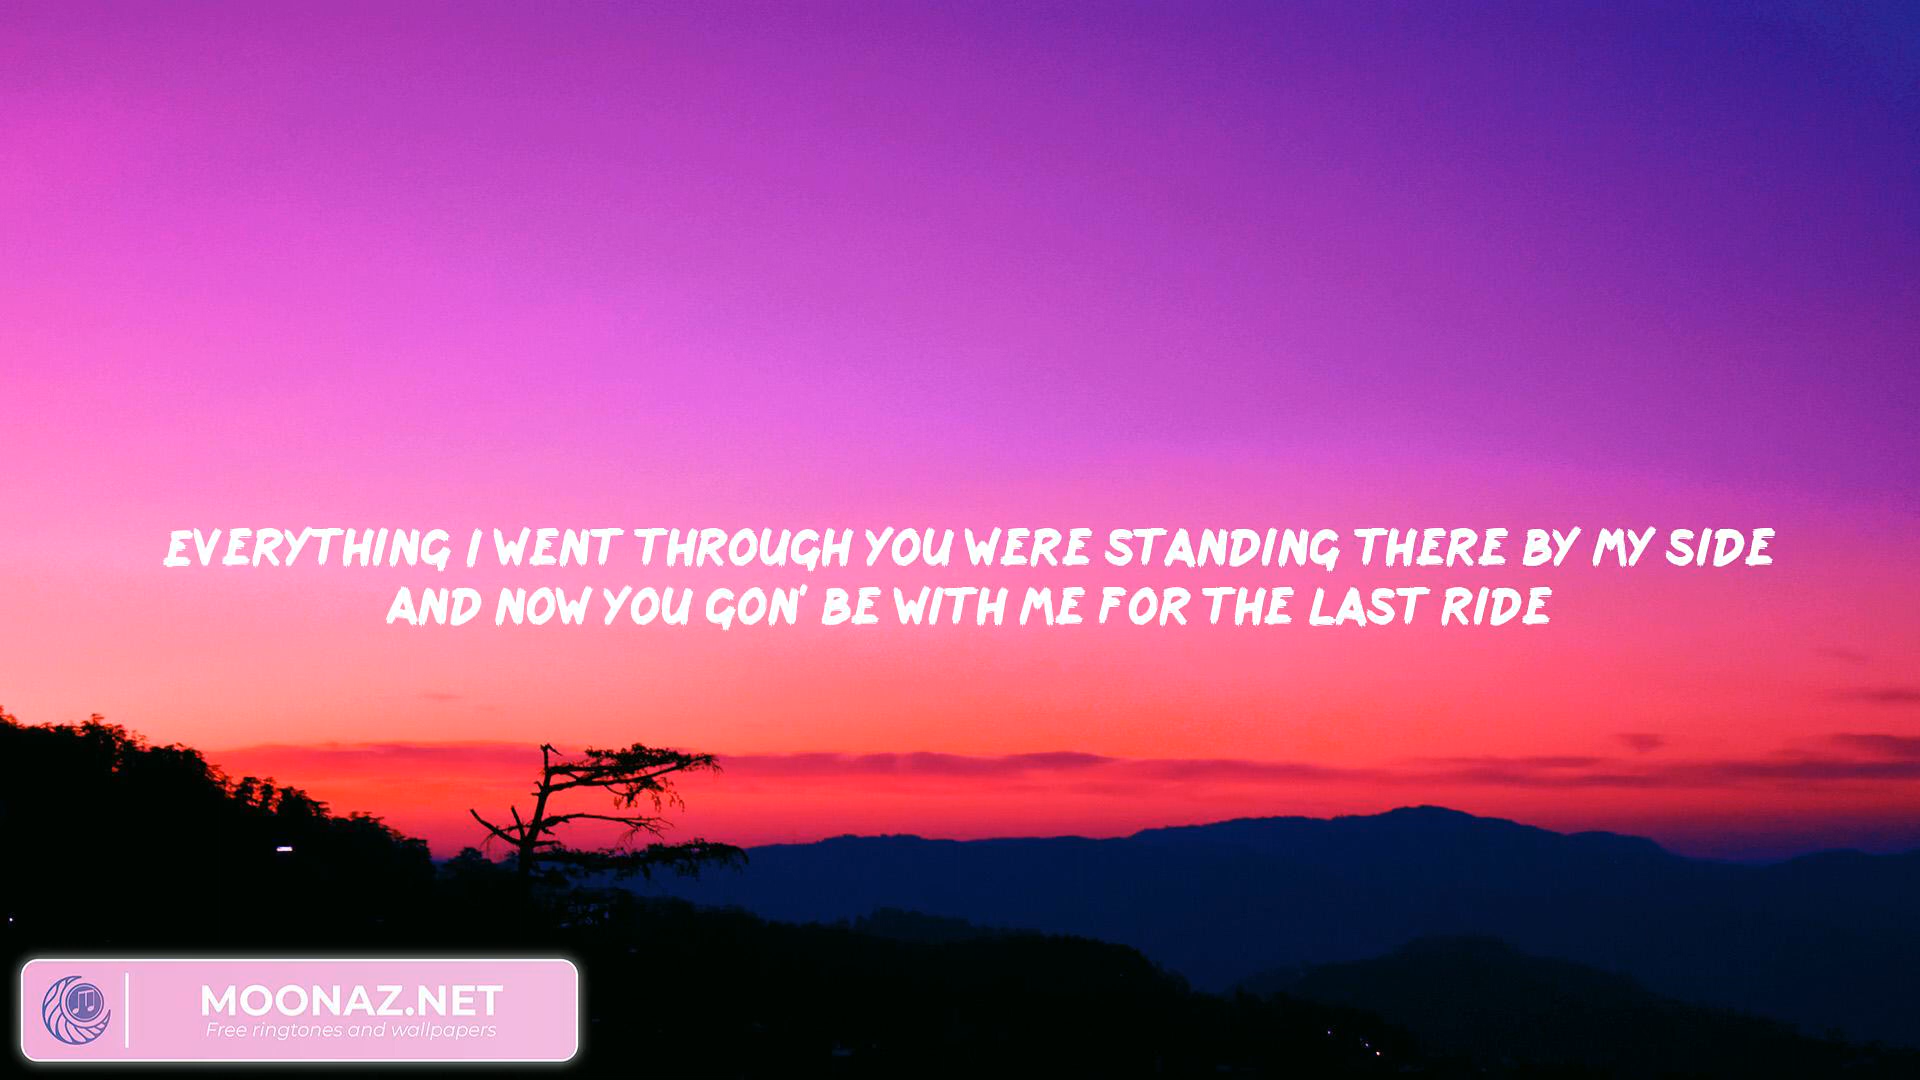 EVERYTHING I WENT THROUGH YOU WERE STANDING THERE BY MY SIDE
AND NOW YOU GON' BE WITH ME FOR THE LAST RIDE
MOONAZ.NET
Free ringtones and wallpapers